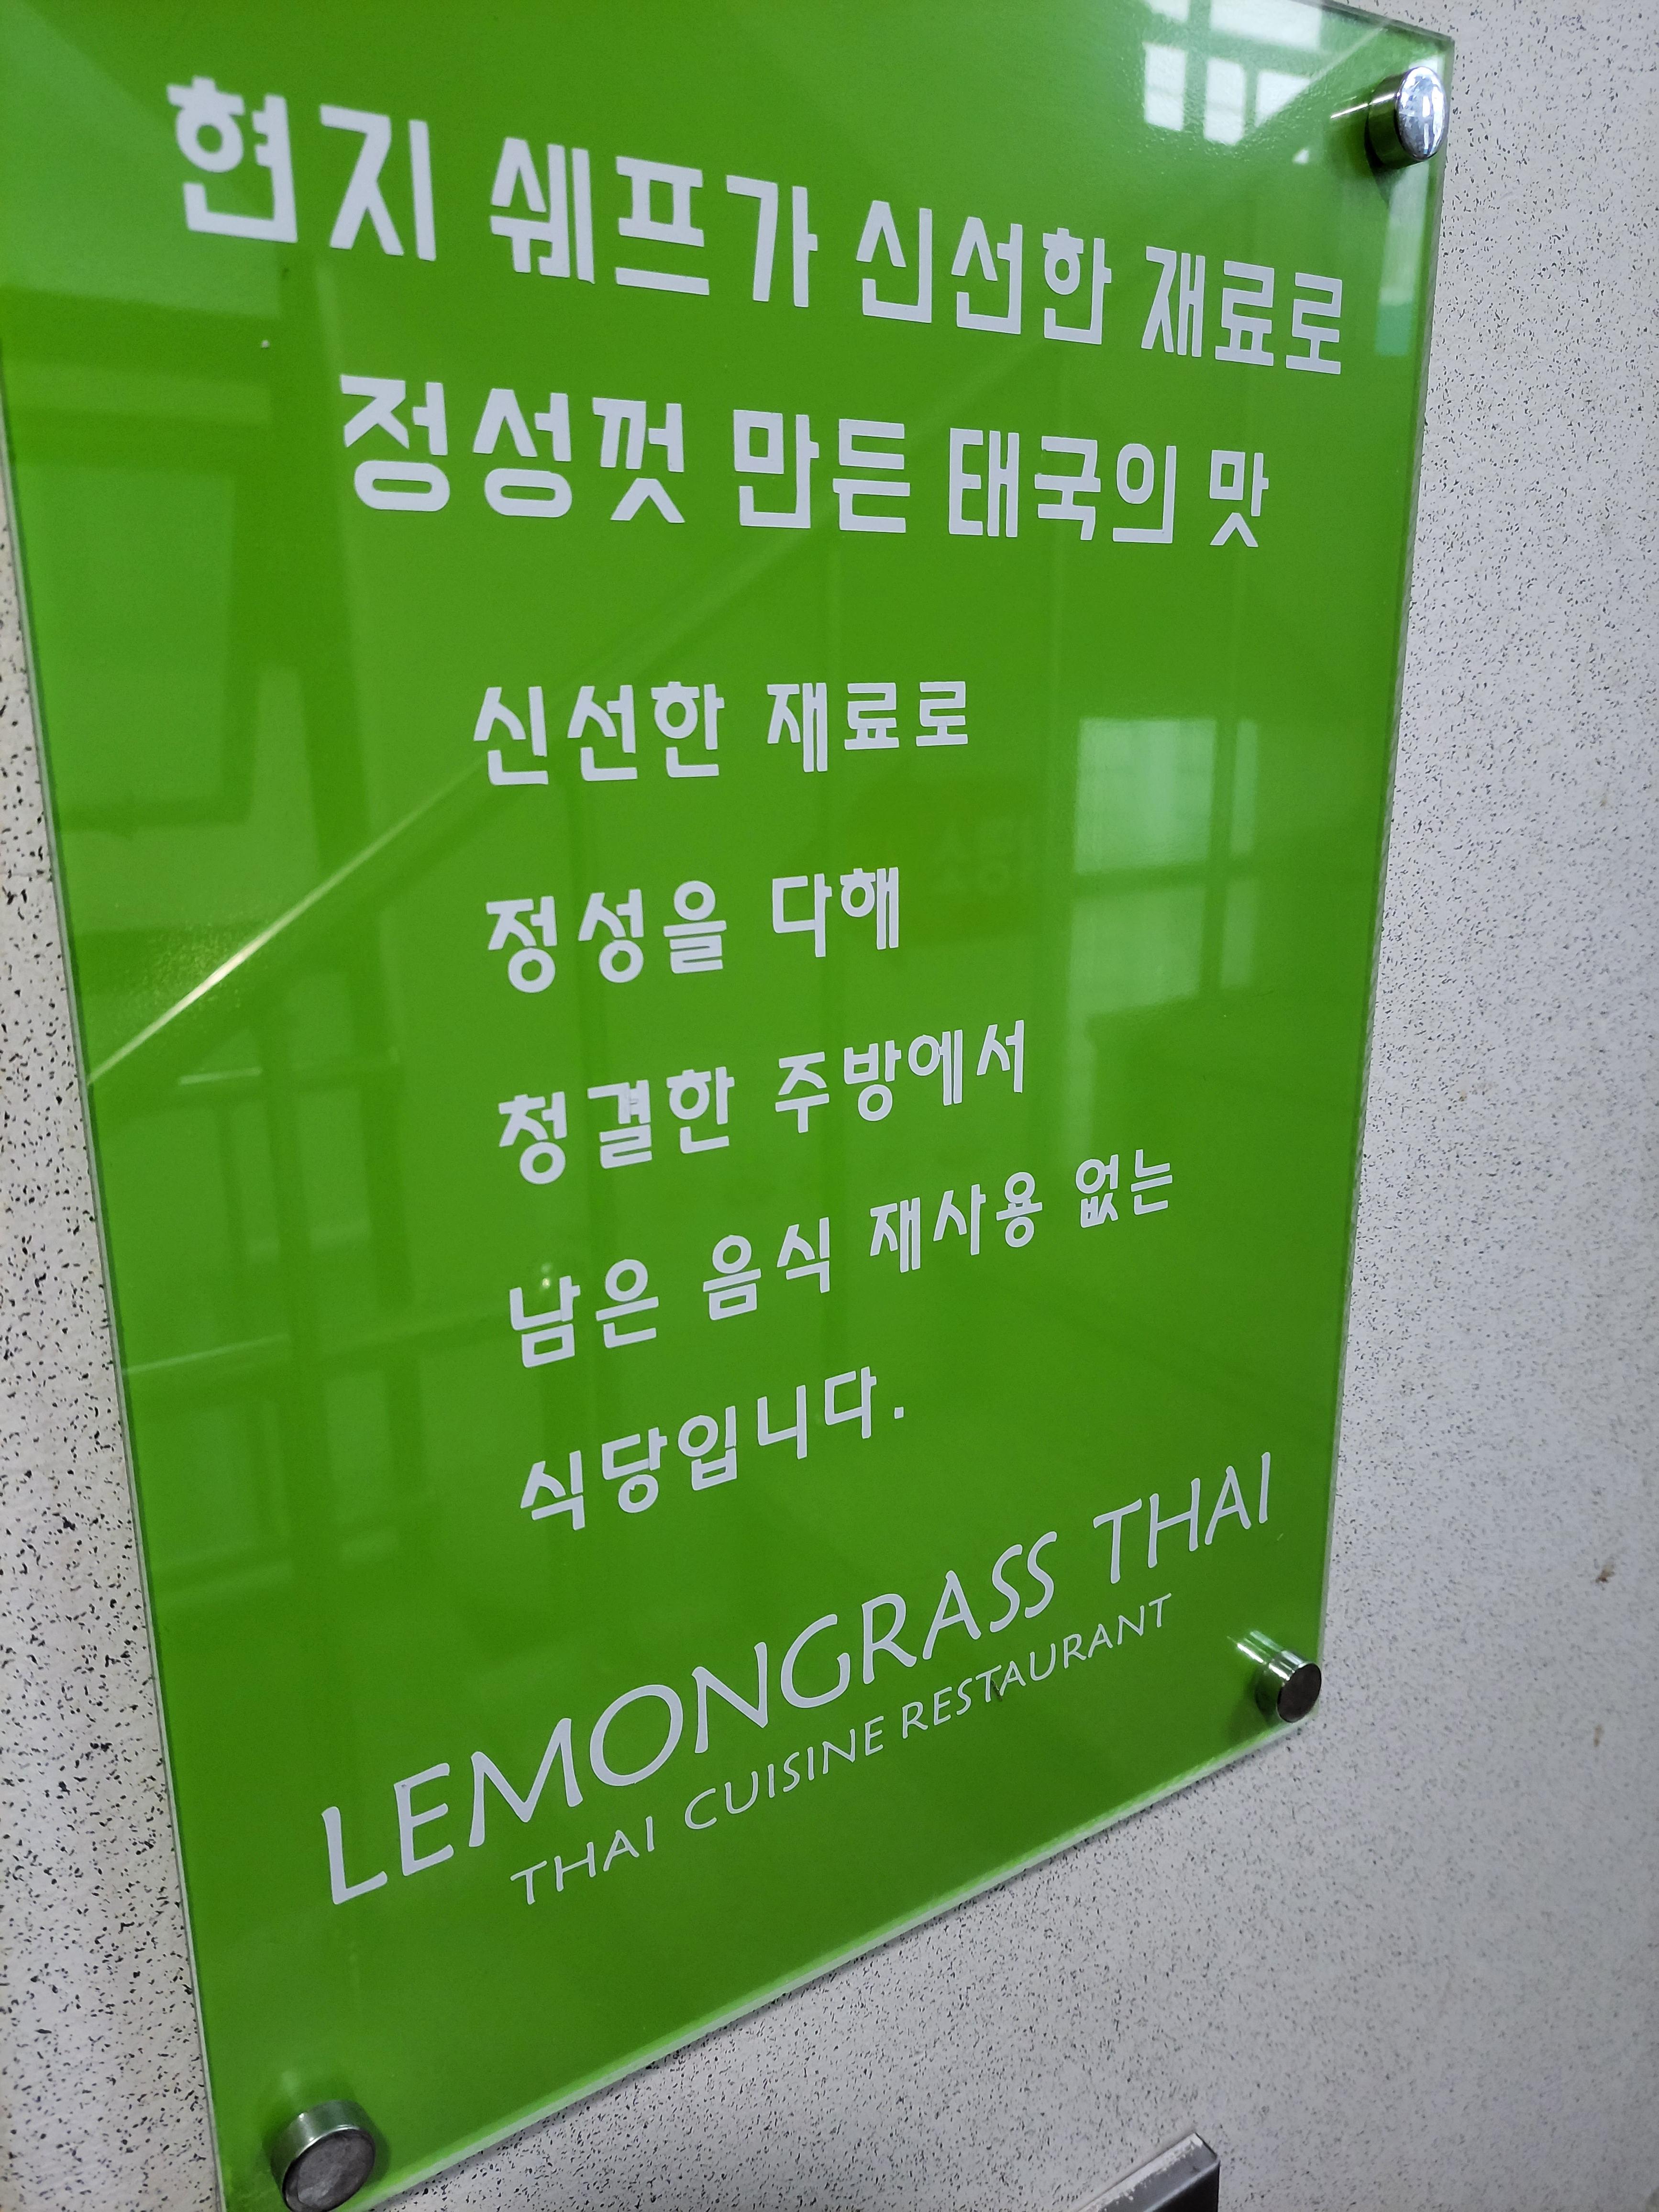 현지 쉐프가 신선한 재료로
정성껏 만든 태국의 맛
신선한 재료로
정성을 다해
청결한 주방에서
남은 음식 재사용 없는
식당입니다.
LEMONGRASS THAI
THAI CUISINE RESTAURANT